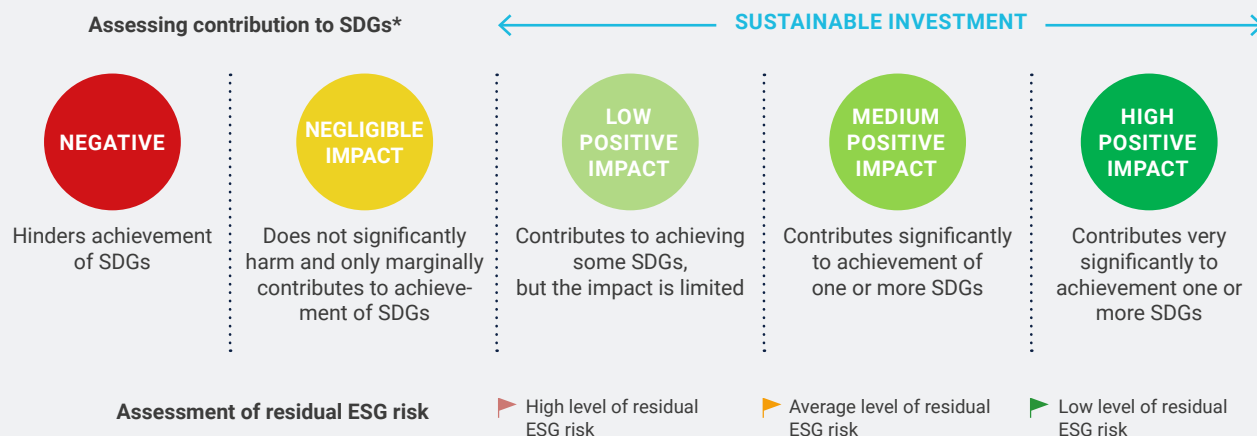 Assessing contribution to SDGs*
SUSTAINABLE INVESTMENT
NEGATIVE
Hinders achievement
of SDGs
NEGLIGIBLE
IMPACT
Does not significantly
harm and only marginally
contributes to achieve-
ment of SDGs
LOW
POSITIVE
IMPACT
Contributes to achieving
some SDGs,
but the impact is limited
MEDIUM
POSITIVE
IMPACT
Contributes significantly
to achievement of
one or more SDGs
HIGH
POSITIVE
IMPACT
Contributes very
significantly to
achievement one or
more SDGs
Assessment of residual ESG risk
High level of residual
ESG risk
Average level of residual
ESG risk
Low level of residual
ESG risk